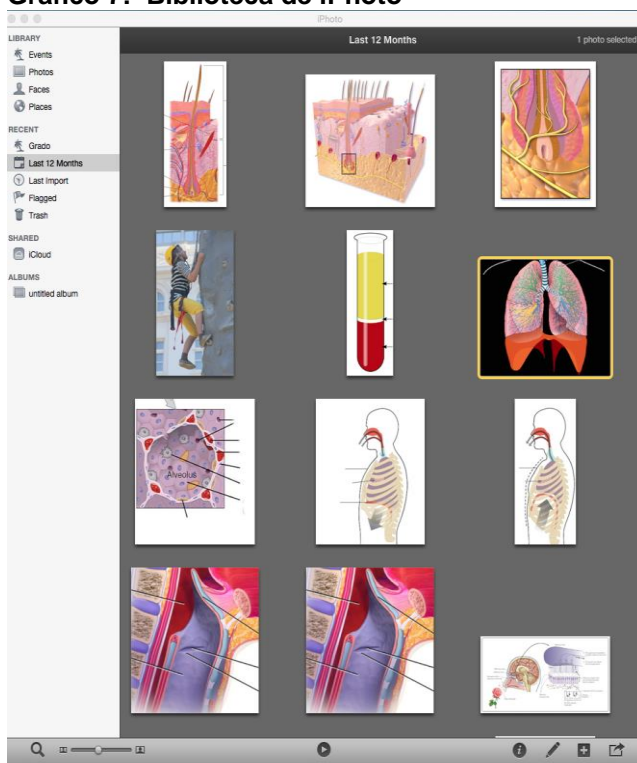 Gráfico 7: Biblioteca de iPhoto
iPhoto
LIBRARY
Events
Photos
Faces
Places
RECENT
Grado
Last 12 Months
Last Import
Flagged
Trash
SHARED
iCloud
ALBUMS
untitled album
Last 12 Months
1 photo selected
Alveolus